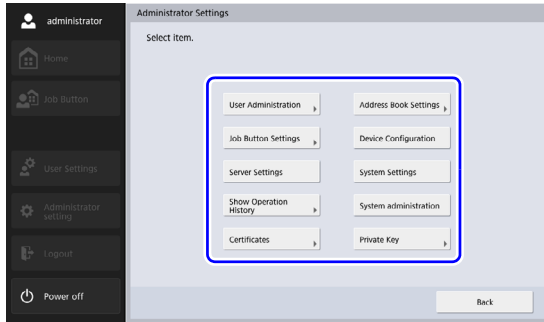 administrator
Home
Job Button
User Settings
Administrator
setting
Logout
Power off
Administrator Settings
Select item.
User Administration
Address Book Settings
Job Button Settings
Device Configuration
Server Settings
System Settings
Show Operation
History
System administration
Certificates
Private Key
Back